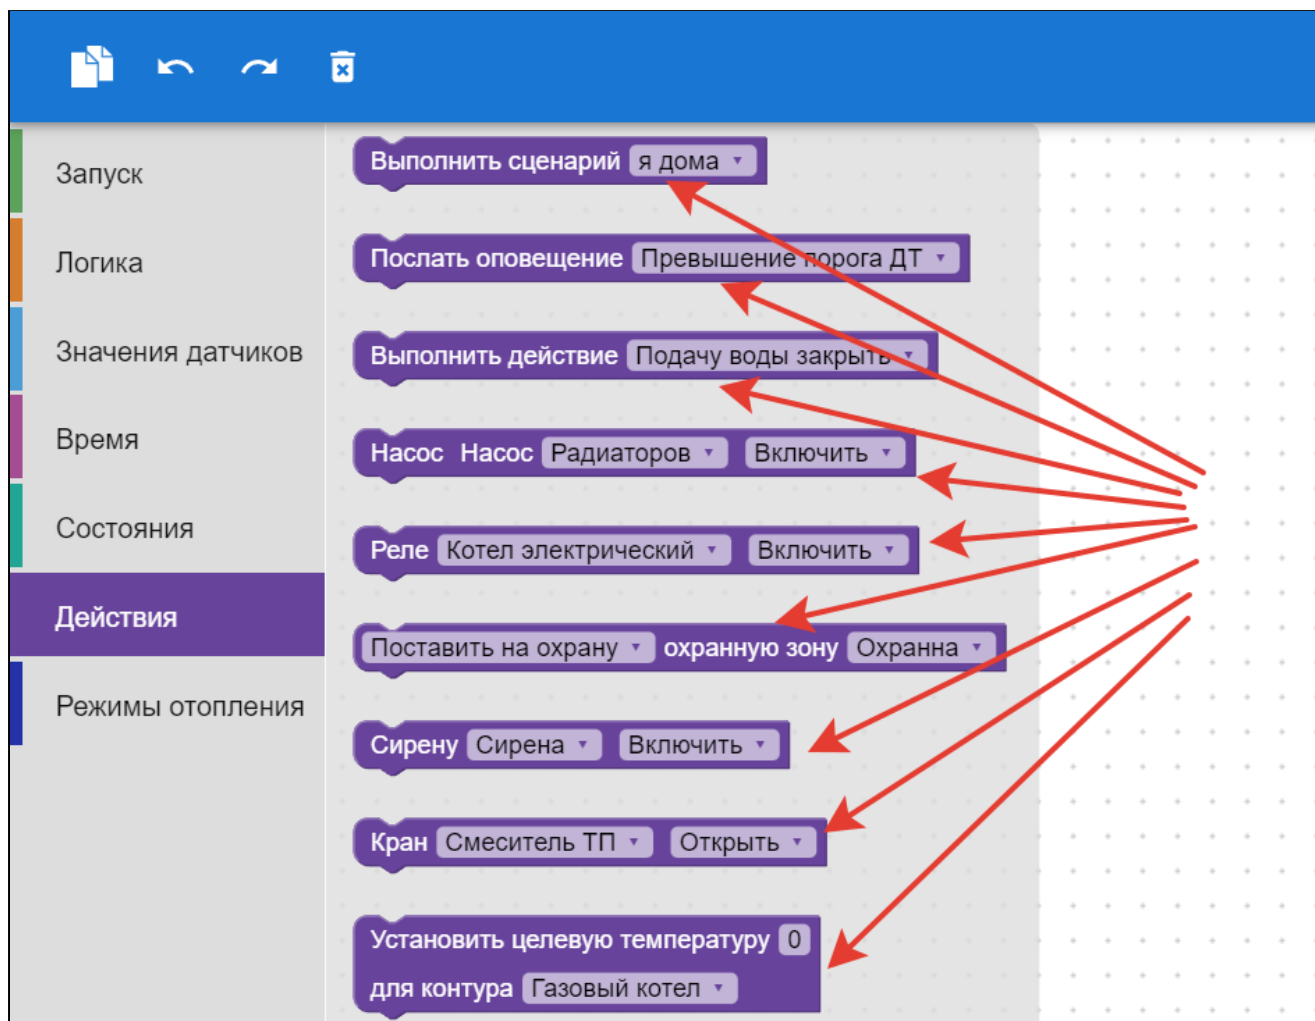 Запуск
Логика
Значения датчиков
Время
Состояния
Действия
Режимы отопления
Выполнить сценарий я дома
Послать оповещение Превышение порога ДТ
Выполнить действие Подачу воды закрыть
Насос Насос Радиаторов Включить
Реле Котел электрический Включить
Поставить на охрану охранную зону Охранна
Сирену Сирена Включить
Кран Смеситель ТП Открыть
Установить целевую температуру 0
для контура Газовый котел